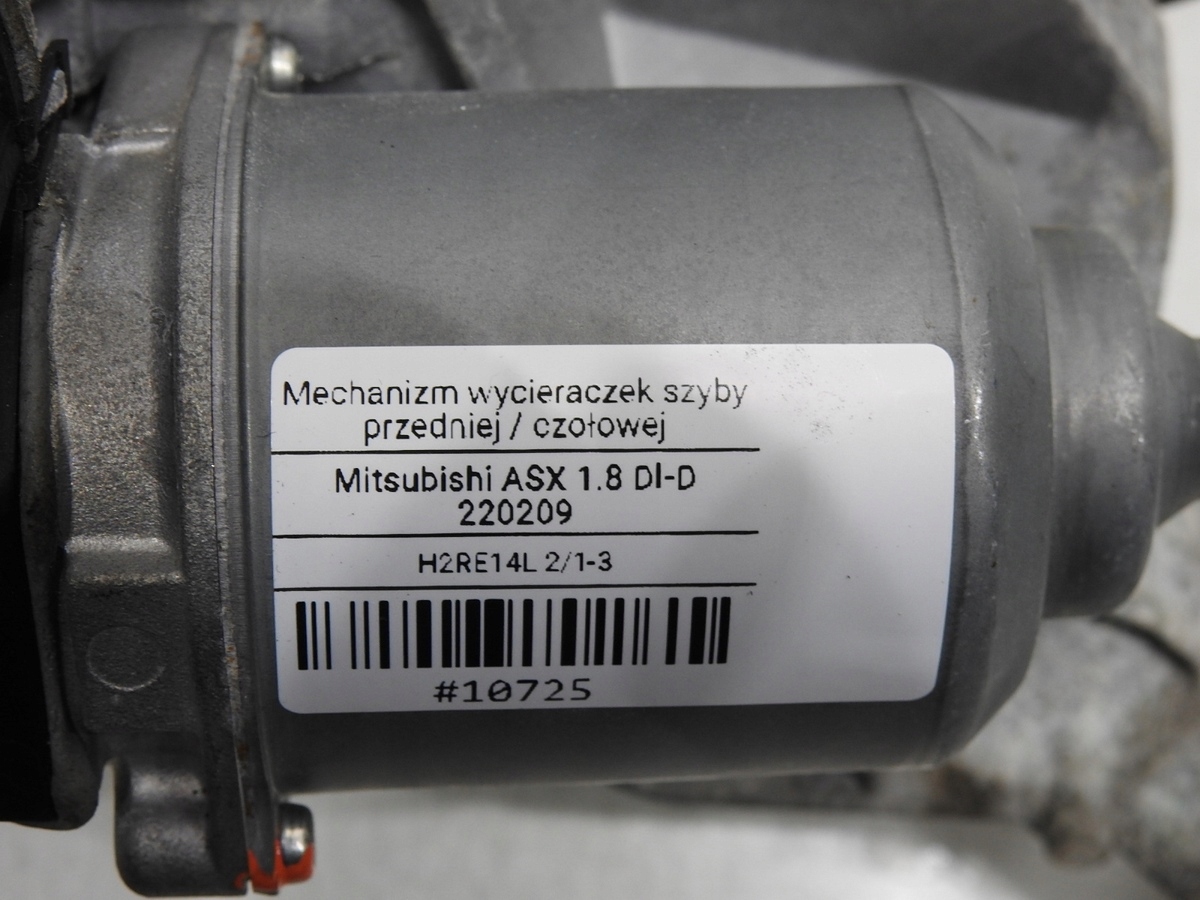 Mechanizm wycieraczek szyby
przedniej / czołowej
Mitsubishi ASX 1.8 DI-D
220209
H2RE14L 2/1-3
#10725